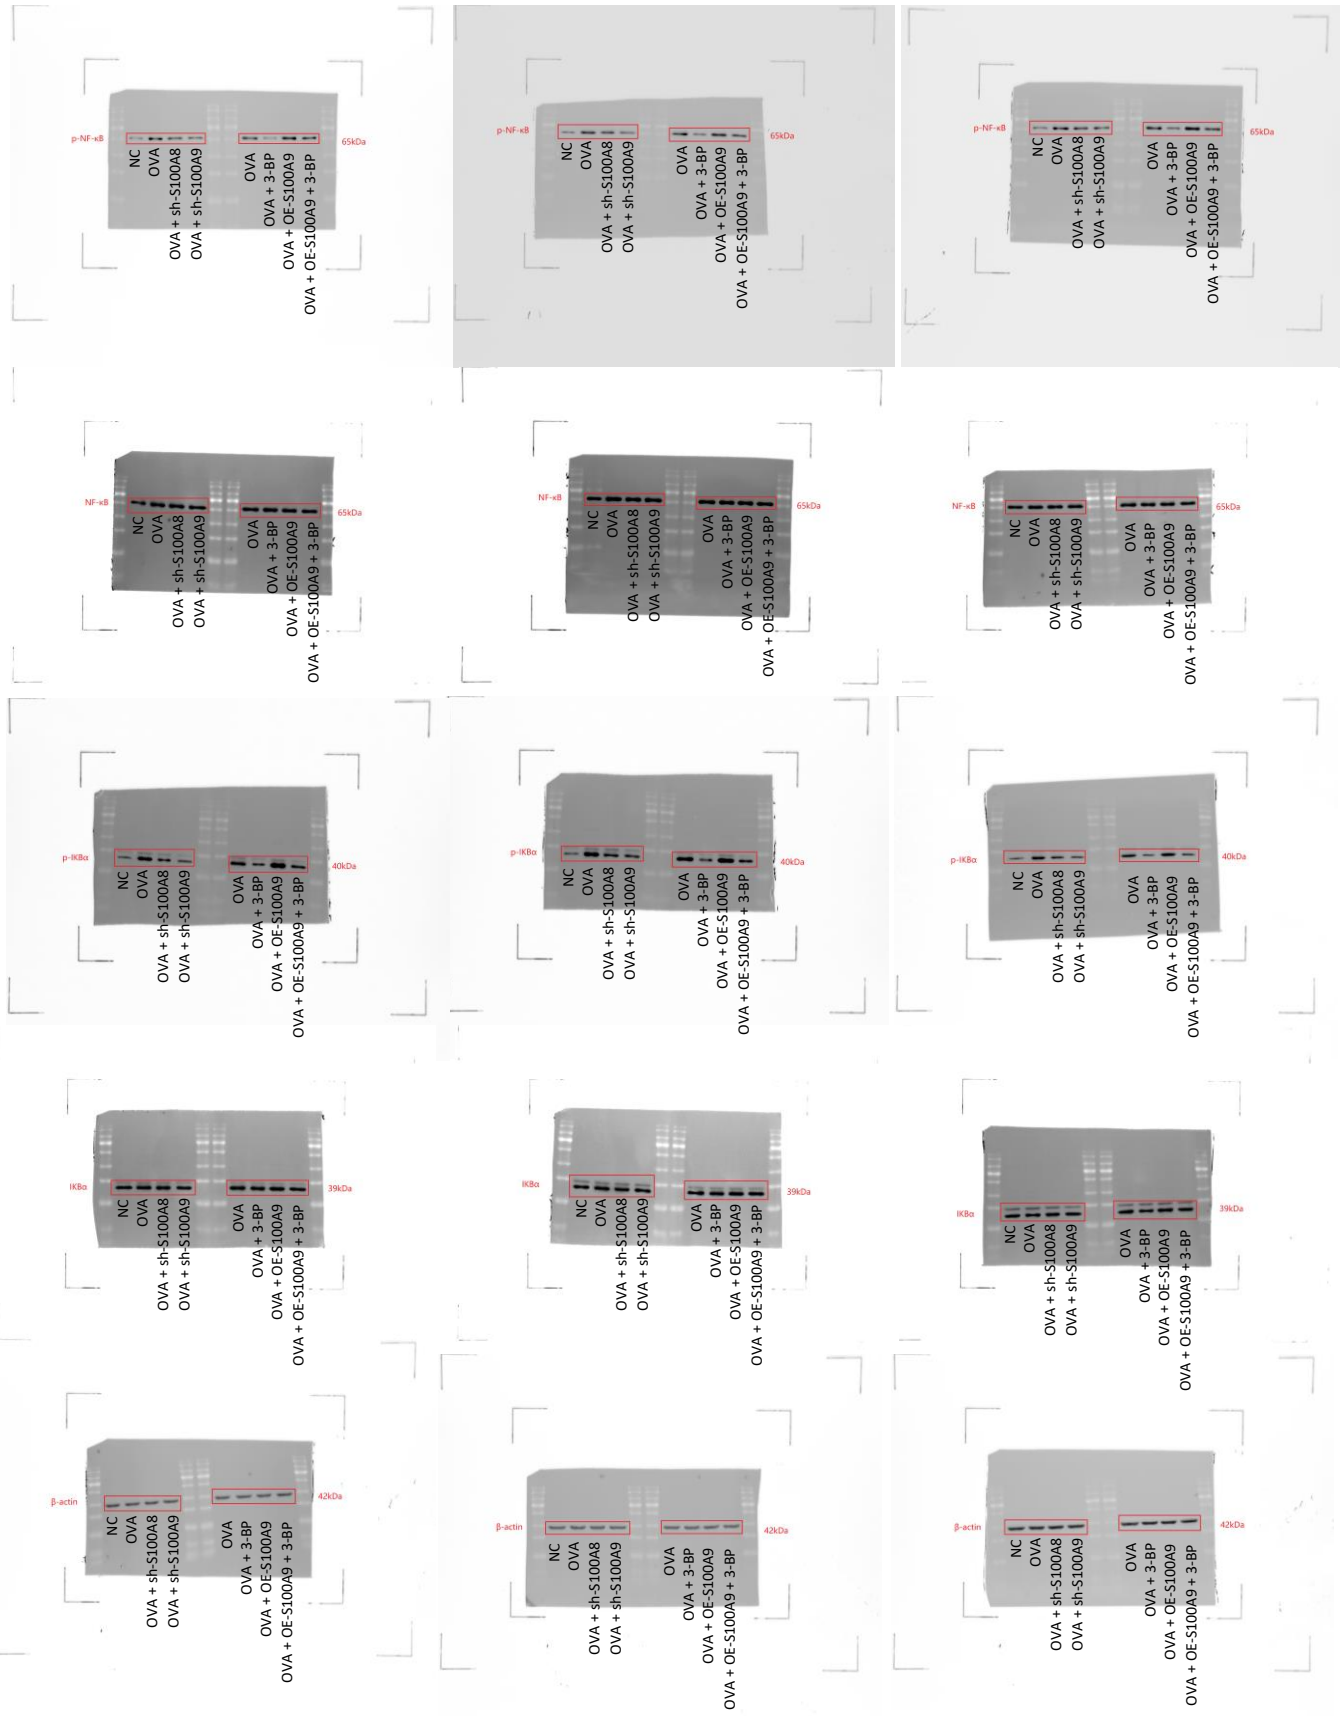 p-NF-κB
65kDa
NC
OVA
OVA + sh-S100A8
OVA + sh-S100A9
OVA
OVA + 3-BP
OVA + OE-S100A9
OVA + OE-S100A9 + 3-BP
p-NF-κB
65kDa
NC
OVA
OVA + sh-S100A8
OVA + sh-S100A9
OVA
OVA + 3-BP
OVA + OE-S100A9
OVA + OE-S100A9 + 3-BP
p-NF-κB
65kDa
NC
OVA
OVA + sh-S100A8
OVA + sh-S100A9
OVA
OVA + 3-BP
OVA + OE-S100A9
OVA + OE-S100A9 + 3-BP
NF-κB
65kDa
NC
OVA
OVA + sh-S100A8
OVA + sh-S100A9
OVA
OVA + 3-BP
OVA + OE-S100A9
OVA + OE-S100A9 + 3-BP
NF-κB
65kDa
NC
OVA
OVA + sh-S100A8
OVA + sh-S100A9
OVA
OVA + 3-BP
OVA + OE-S100A9
OVA + OE-S100A9 + 3-BP
NF-κB
65kDa
NC
OVA
OVA + sh-S100A8
OVA + sh-S100A9
OVA
OVA + 3-BP
OVA + OE-S100A9
OVA + OE-S100A9 + 3-BP
p-IKBα
40kDa
NC
OVA
OVA + sh-S100A8
OVA + sh-S100A9
OVA
OVA + 3-BP
OVA + OE-S100A9
OVA + OE-S100A9 + 3-BP
p-IKBα
40kDa
NC
OVA
OVA + sh-S100A8
OVA + sh-S100A9
OVA
OVA + 3-BP
OVA + OE-S100A9
OVA + OE-S100A9 + 3-BP
p-IKBα
40kDa
NC
OVA
OVA + sh-S100A8
OVA + sh-S100A9
OVA
OVA + 3-BP
OVA + OE-S100A9
OVA + OE-S100A9 + 3-BP
IKBα
39kDa
NC
OVA
OVA + sh-S100A8
OVA + sh-S100A9
OVA
OVA + 3-BP
OVA + OE-S100A9
OVA + OE-S100A9 + 3-BP
IKBα
39kDa
NC
OVA
OVA + sh-S100A8
OVA + sh-S100A9
OVA
OVA + 3-BP
OVA + OE-S100A9
OVA + OE-S100A9 + 3-BP
IKBα
39kDa
NC
OVA
OVA + sh-S100A8
OVA + sh-S100A9
OVA
OVA + 3-BP
OVA + OE-S100A9
OVA + OE-S100A9 + 3-BP
β-actin
42kDa
NC
OVA
OVA + sh-S100A8
OVA + sh-S100A9
OVA
OVA + 3-BP
OVA + OE-S100A9
OVA + OE-S100A9 + 3-BP
β-actin
42kDa
NC
OVA
OVA + sh-S100A8
OVA + sh-S100A9
OVA
OVA + 3-BP
OVA + OE-S100A9
OVA + OE-S100A9 + 3-BP
β-actin
42kDa
NC
OVA
OVA + sh-S100A8
OVA + sh-S100A9
OVA
OVA + 3-BP
OVA + OE-S100A9
OVA + OE-S100A9 + 3-BP